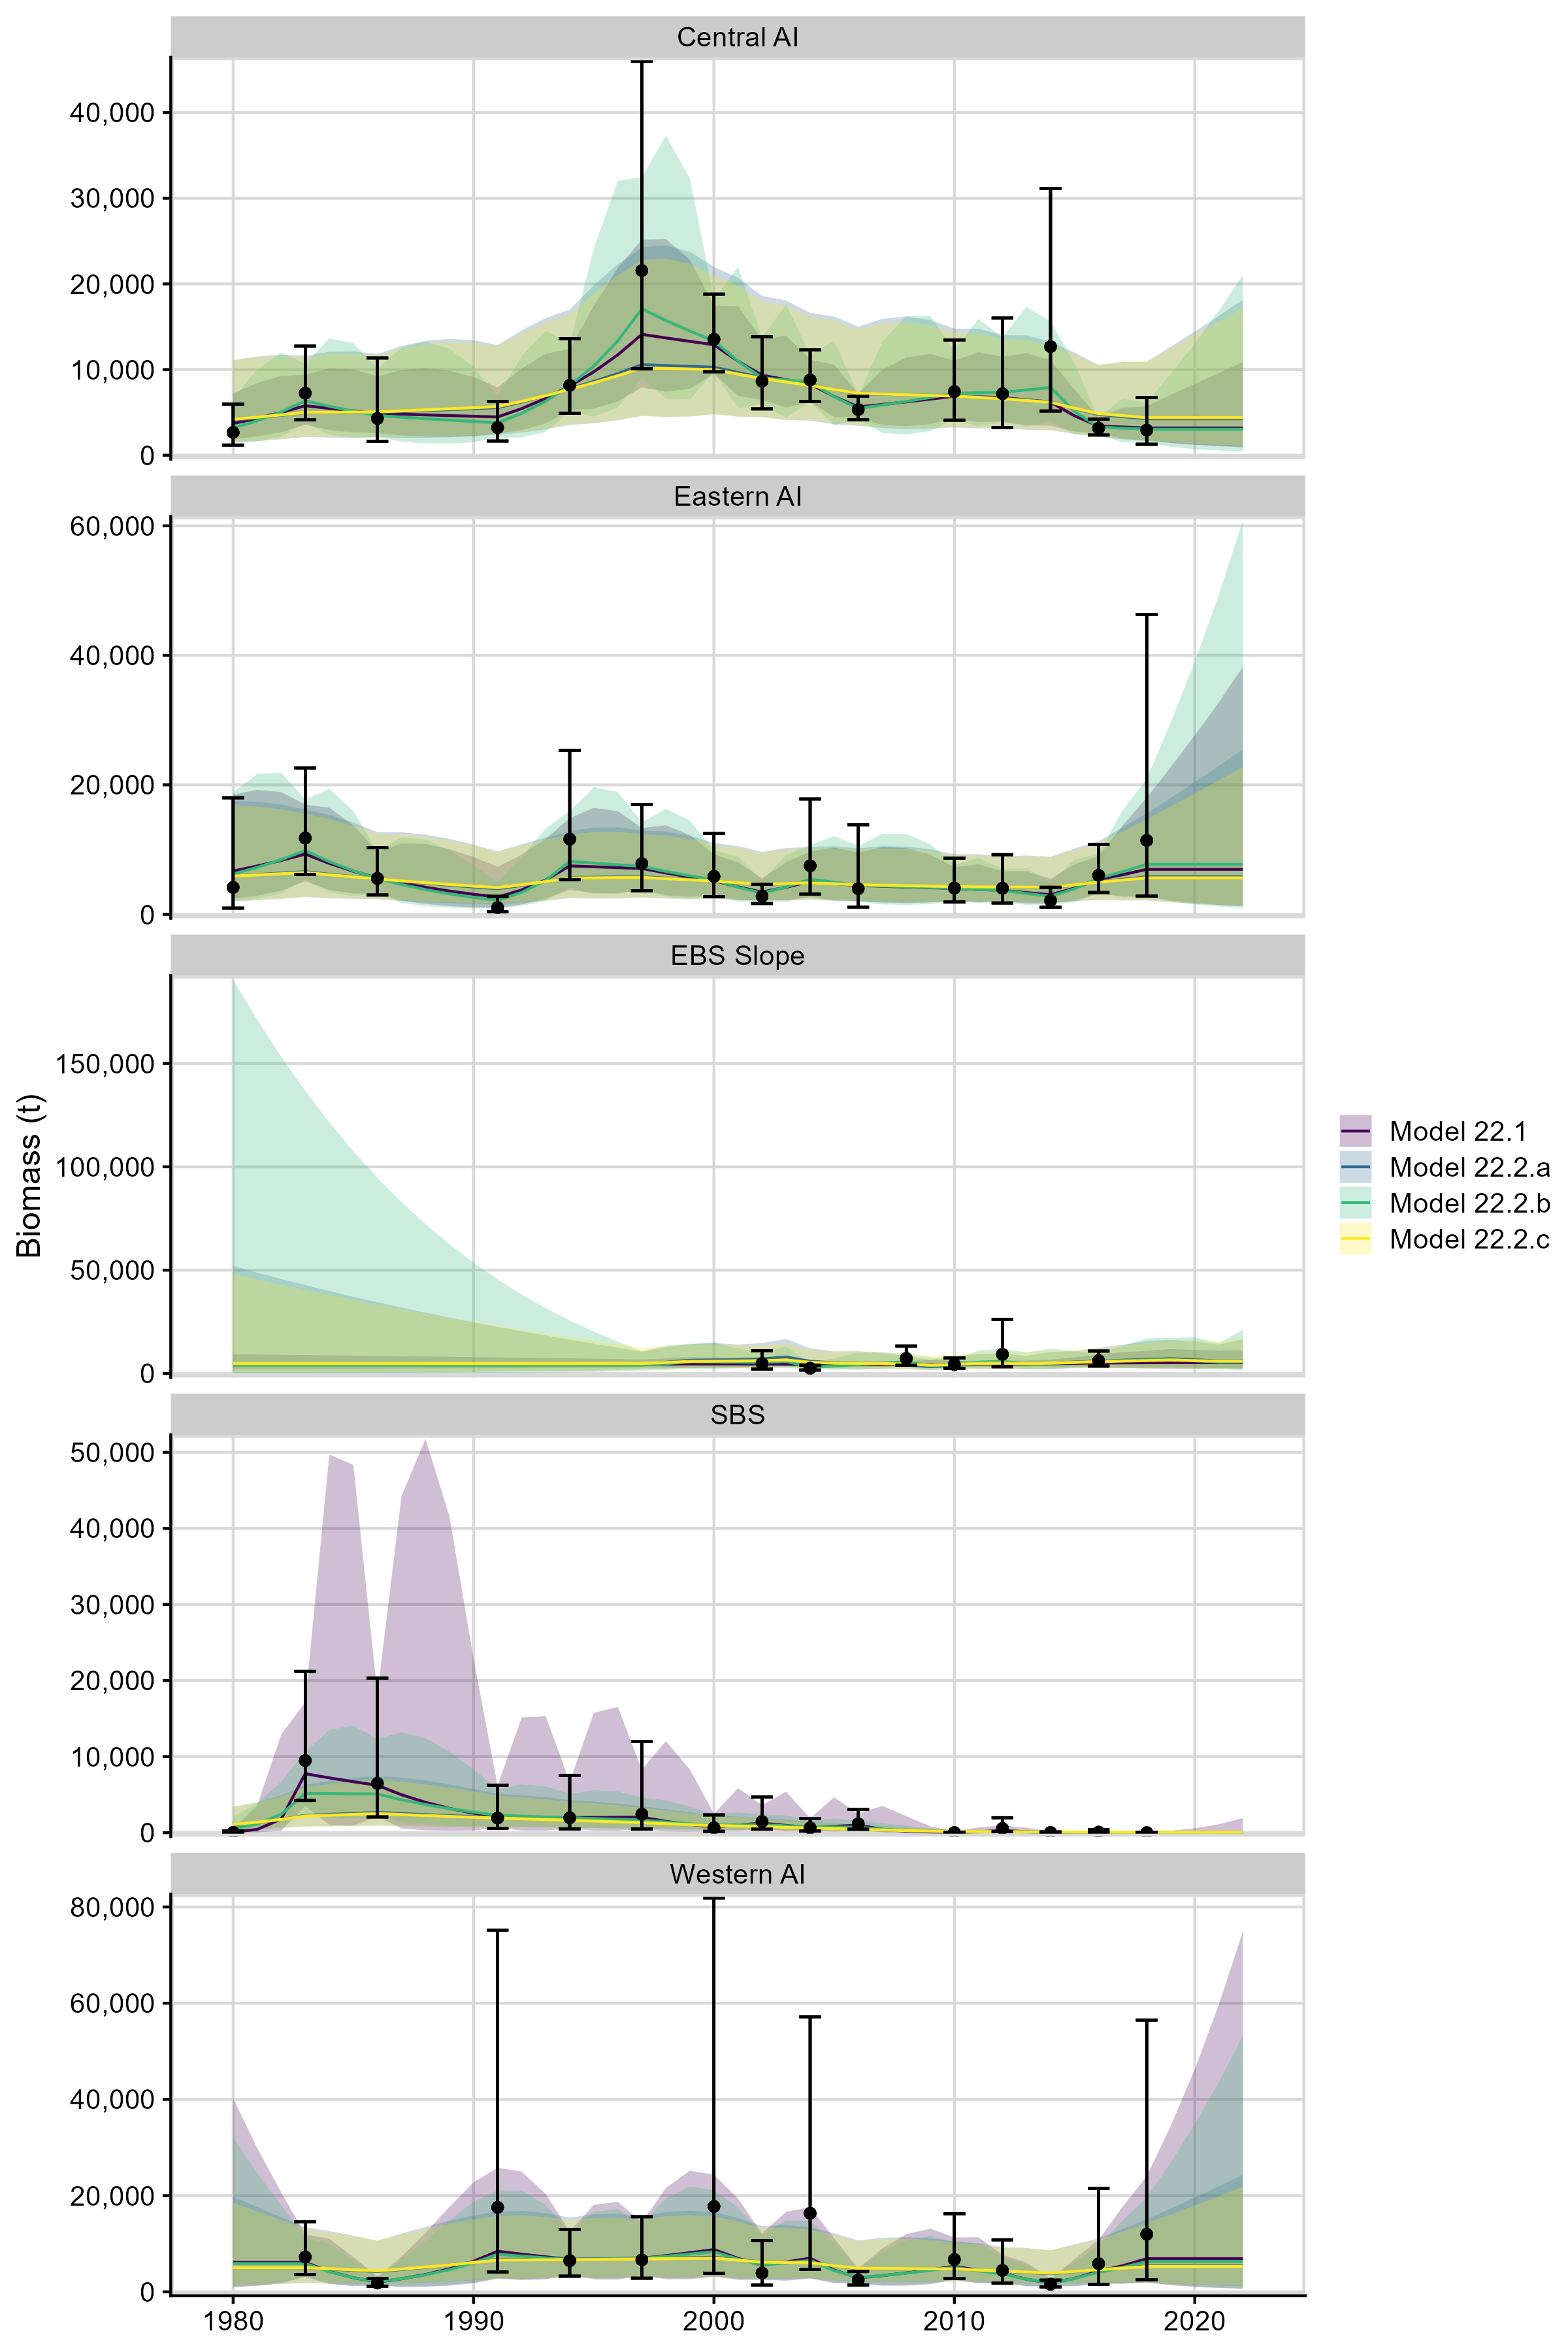 Central AI
40,000
30,000
20,000
10,000
0
Eastern AI
60,000
40,000
20,000
0
EBS Slope
150,000
100,000
50,000
0
SBS
50,000
40,000
30,000
20,000
10,000
0
Western AI
80,000
60,000
40,000
20,000
0
1980 1990 2000 2010 2020
Biomass (t)
Model 22.1
Model 22.2.a
Model 22.2.b
Model 22.2.c